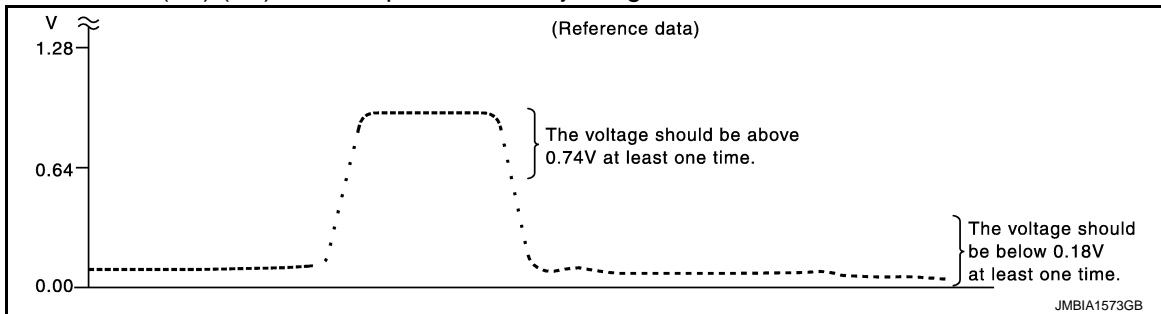 V
(Reference data)
1.28
The voltage should be above
0.74V at least one time.
0.64
The voltage should
be below 0.18V
at least one time.
0.00
JMBIA1573GB